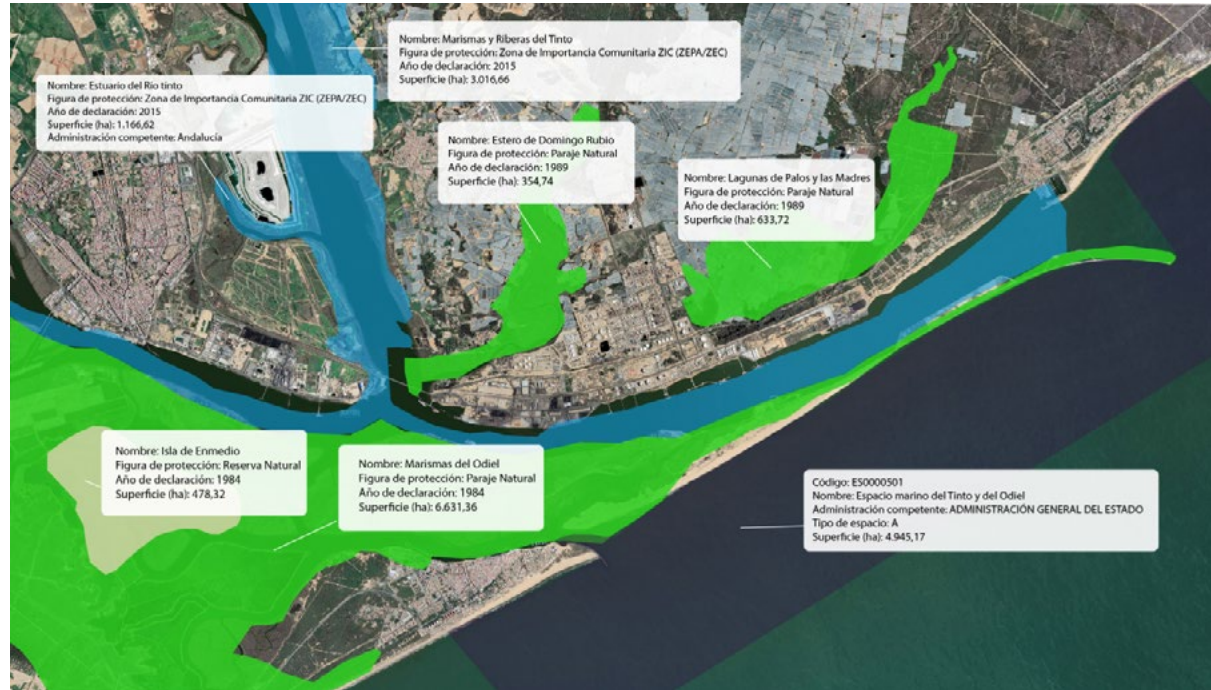 Nombre: Marismas y Riberas del Tinto
Figura de protección: Zona de Importancia Comunitaria ZIC (ZEPA/ZEC)
Año de declaración: 2015
Superficie (ha): 3.016,66
Nombre: Estuario del Río tinto
Figura de protección: Zona de Importancia Comunitaria ZIC (ZEPA/ZEC)
Año de declaración: 2015
Superficie (ha): 1.166,62
Administración competente: Andalucía
Nombre: Estero de Domingo Rubio
Figura de protección: Paraje Natural
Año de declaración: 1989
Superficie (ha): 354,74
Nombre: Lagunas de Palos y las Madres
Figura de protección: Paraje Natural
Año de declaración: 1989
Superficie (ha): 633,72
Nombre: Isla de Enmedio
Figura de protección: Reserva Natural
Año de declaración: 1984
Superficie (ha): 478,32
Nombre: Marismas del Odiel
Figura de protección: Paraje Natural
Año de declaración: 1984
Superficie (ha): 6.631,36
Código: ES0000501
Nombre: Espacio marino del Tinto y del Odiel
Administración competente: ADMINISTRACIÓN GENERAL DEL ESTADO
Tipo de espacio: A
Superficie (ha): 4.945,17